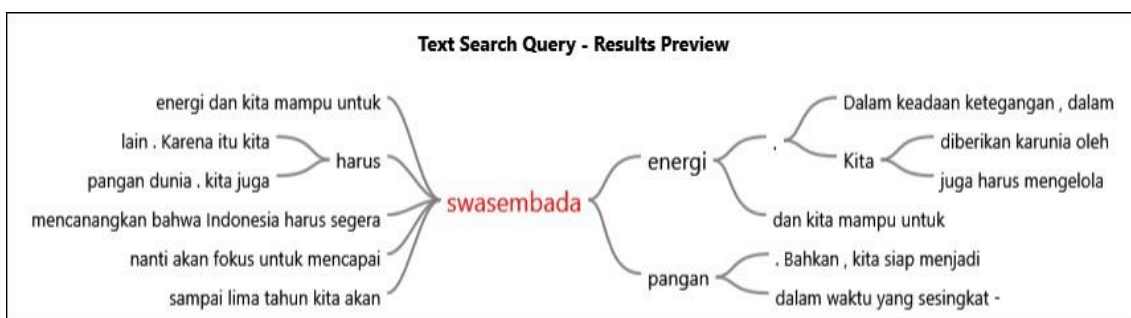 Text Search Query - Results Preview
energi dan kita mampu untuk
lain . Karena itu kita
pangan dunia . kita juga
harus
mencanangkan bahwa Indonesia harus segera
nanti akan fokus untuk mencapai
sampai lima tahun kita akan
swasembada
energi
.
Dalam keadaan ketegangan , dalam
Kita
diberikan karunia oleh
juga harus mengelola
dan kita mampu untuk
pangan
. Bahkan , kita siap menjadi
dalam waktu yang sesingkat -